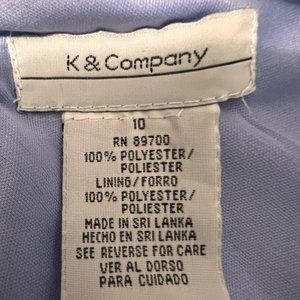 K & Company
10
RN 89700
100% POLYESTER/
POLIESTER
LINING/FORRO
100% POLYESTER/
POLIESTER
MADE IN SRI LANKA
HECHO EN SRI LANKA
SEE REVERSE FOR CARE
VER AL DORSO
PARA CUIDADO